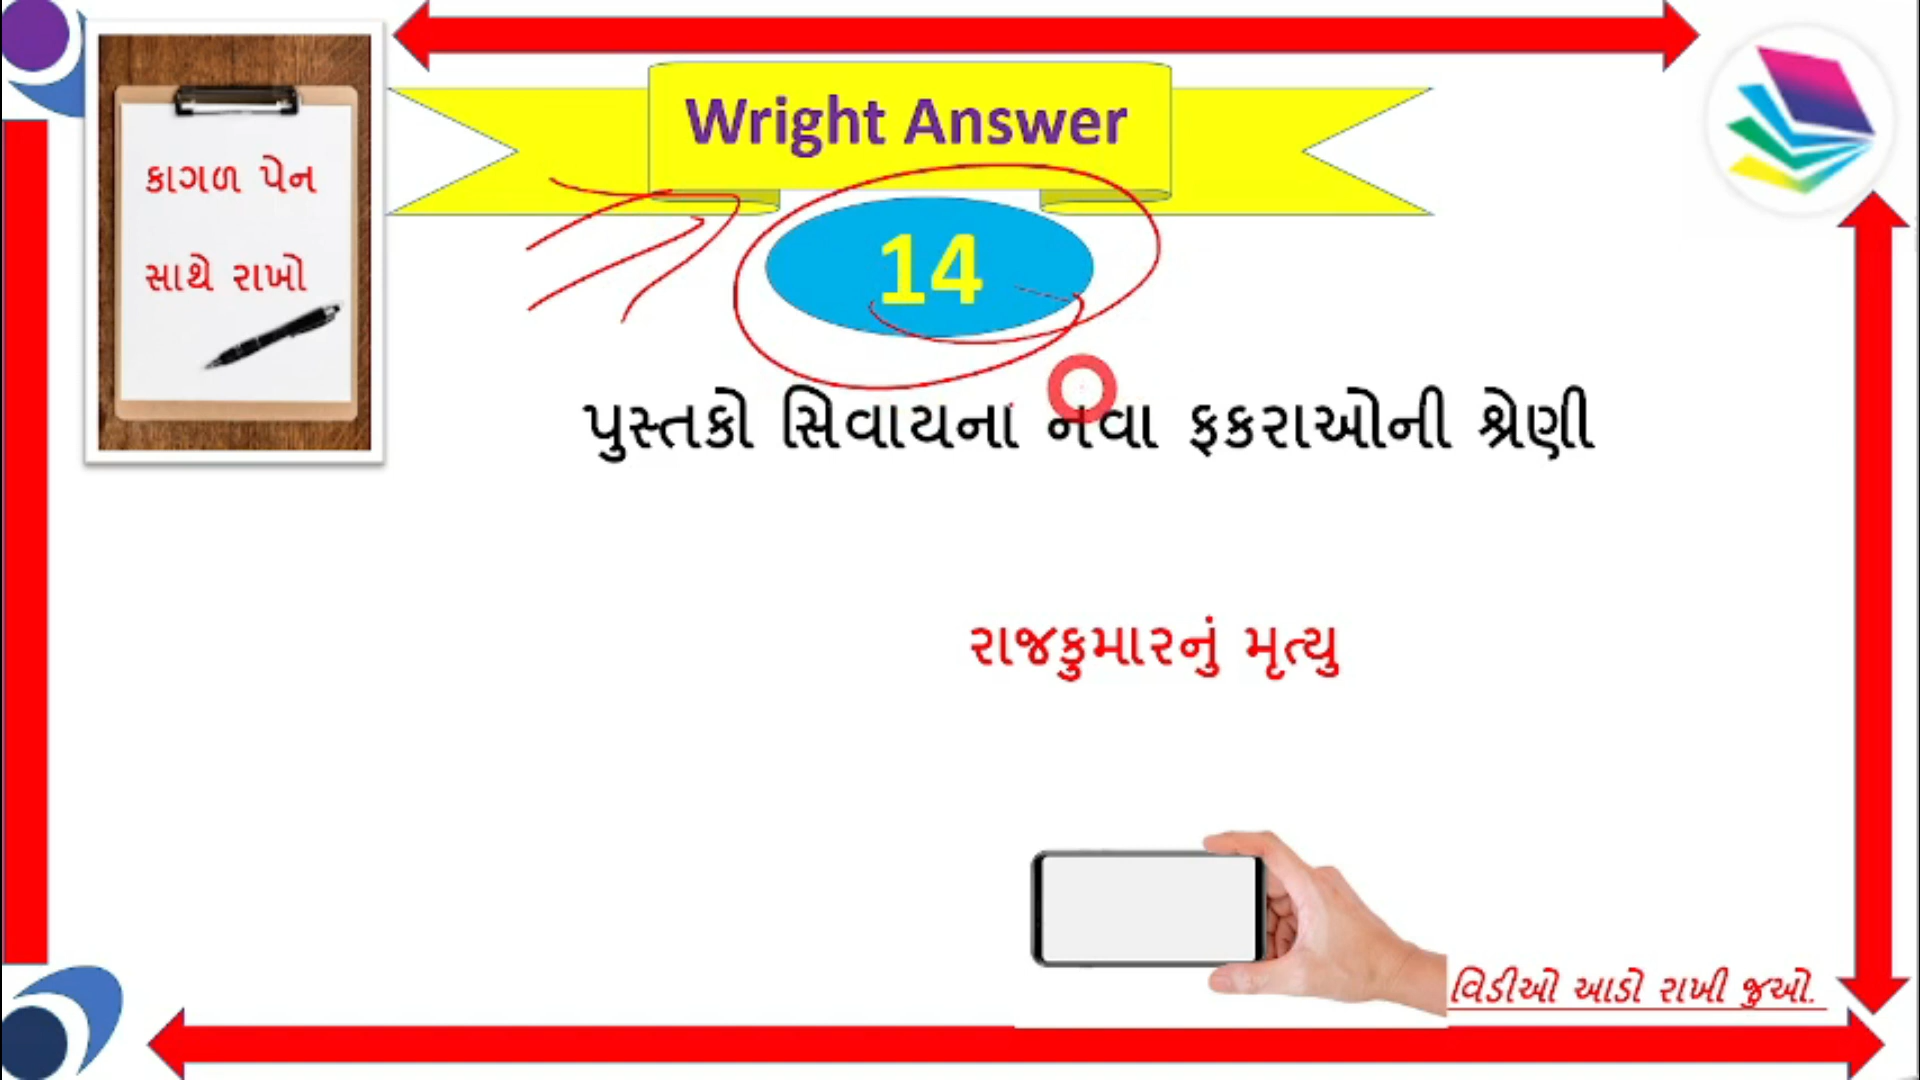 Wright Answer
14
કાગળ પેન
સાથે રાખો
પુસ્તકો સિવાયના નવા ફકરાઓની શ્રેણી
રાજકુમારનું મૃત્યુ
વિડીઓ આડો રાખી જુઓ.